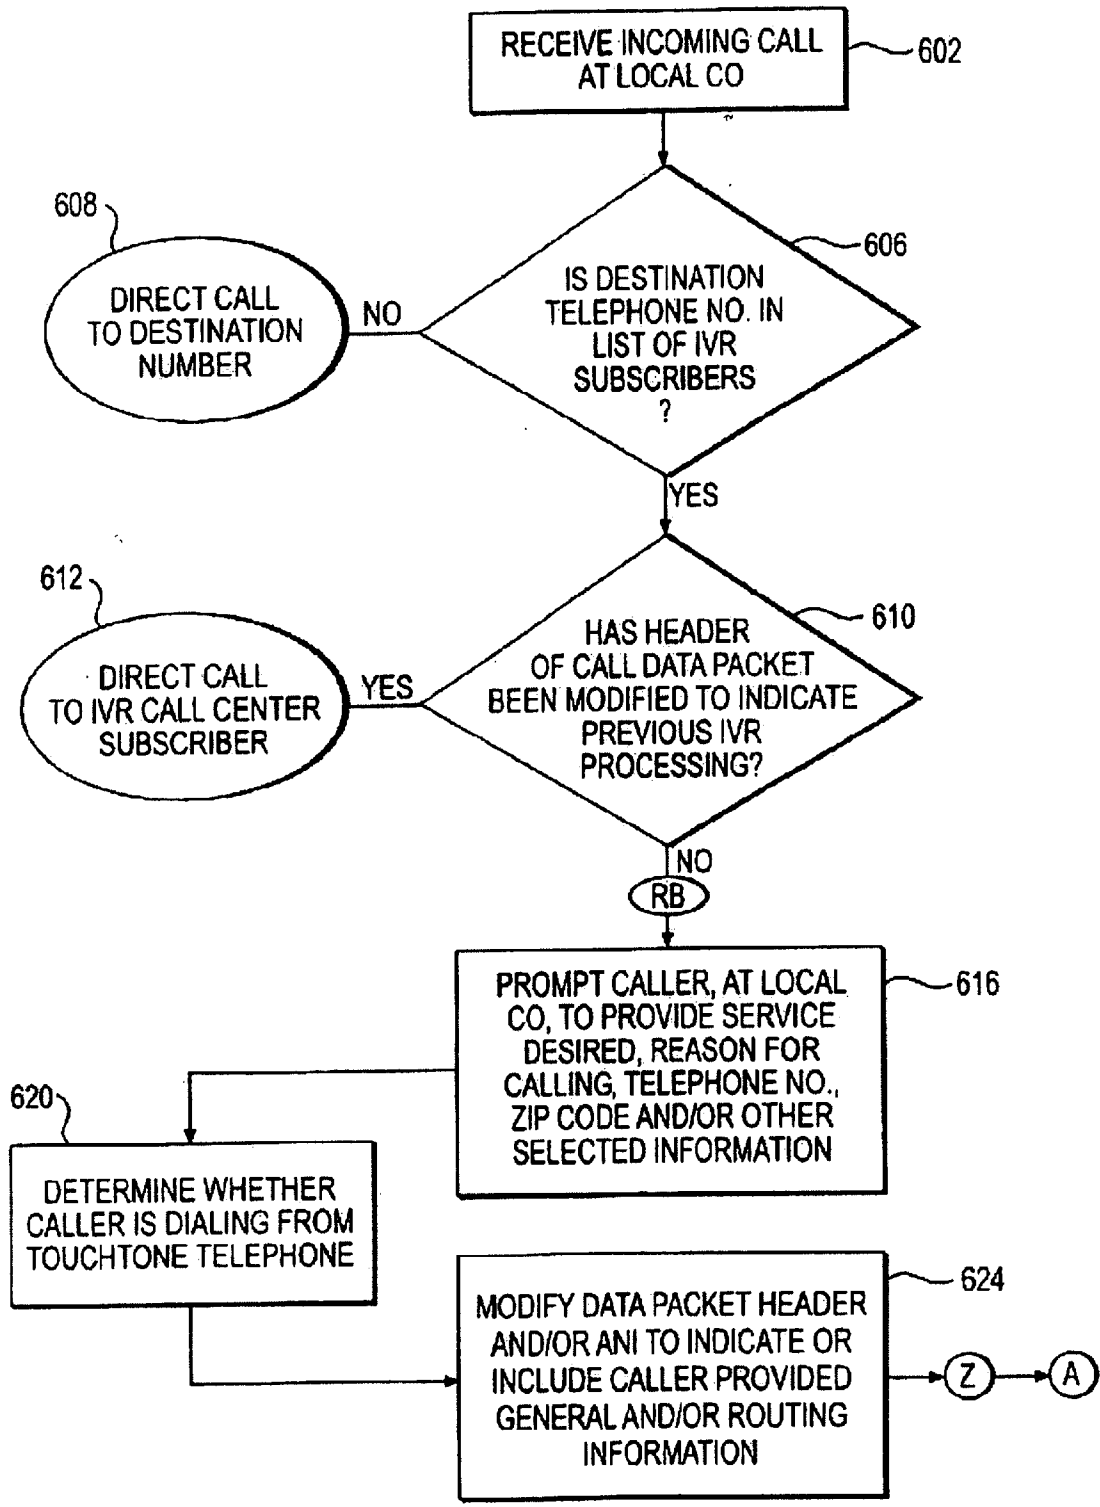 RECEIVE INCOMING CALL
AT LOCAL CO
602
606
IS DESTINATION
TELEPHONE NO. IN
LIST OF IVR
SUBSCRIBERS
?
608
DIRECT CALL
TO DESTINATION
NUMBER
NO
YES
610
HAS HEADER
OF CALL DATA PACKET
BEEN MODIFIED TO INDICATE
PREVIOUS IVR
PROCESSING?
612
DIRECT CALL
TO IVR CALL CENTER
SUBSCRIBER
YES
NO
RB
616
PROMPT CALLER, AT LOCAL
CO, TO PROVIDE SERVICE
DESIRED, REASON FOR
CALLING, TELEPHONE NO.,
ZIP CODE AND/OR OTHER
SELECTED INFORMATION
620
DETERMINE WHETHER
CALLER IS DIALING FROM
TOUCHTONE TELEPHONE
624
MODIFY DATA PACKET HEADER
AND/OR ANI TO INDICATE OR
INCLUDE CALLER PROVIDED
GENERAL AND/OR ROUTING
INFORMATION
Z
A